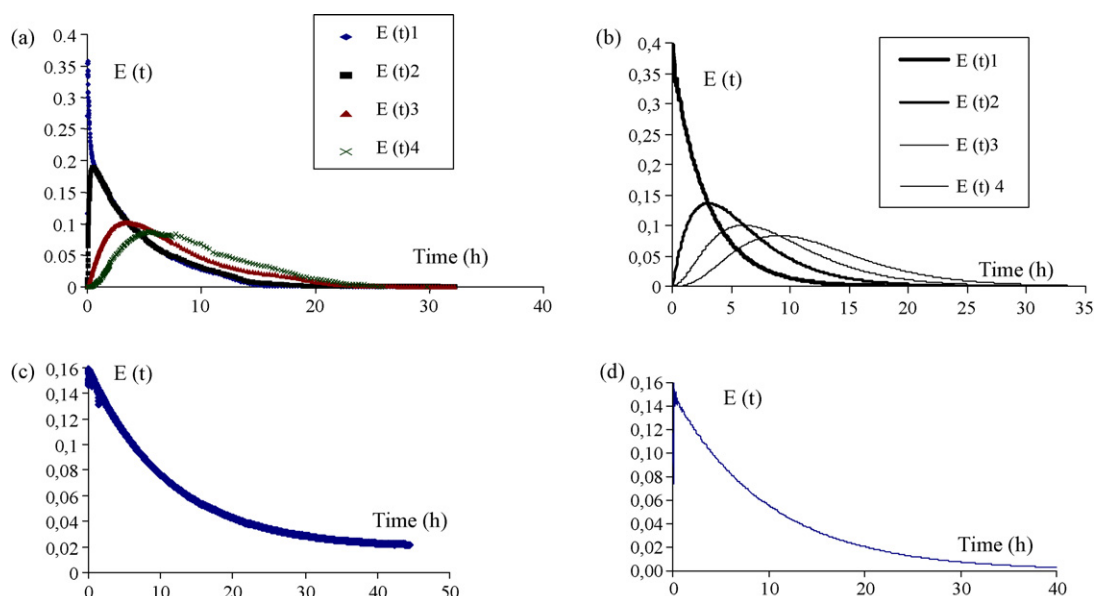 (a)
E (t)
E (t)1
E (t)2
E (t)3
E (t)4
0.4
0.35
0.3
0.25
0.2
0.15
0.1
0.05
0
0 10 20 30 40
Time (h)
(b)
E (t)
E (t)1
E (t)2
E (t)3
E (t) 4
0,4
0,35
0,3
0,25
0,2
0,15
0,1
0,05
0
0 5 10 15 20 25 30 35
Time (h)
(c)
E (t)
0,16
0,14
0,12
0,1
0,08
0,06
0,04
0,02
0
0 10 20 30 40 50
Time (h)
(d)
E (t)
0,16
0,14
0,12
0,10
0,08
0,06
0,04
0,02
0,00
0 10 20 30 40
Time (h)